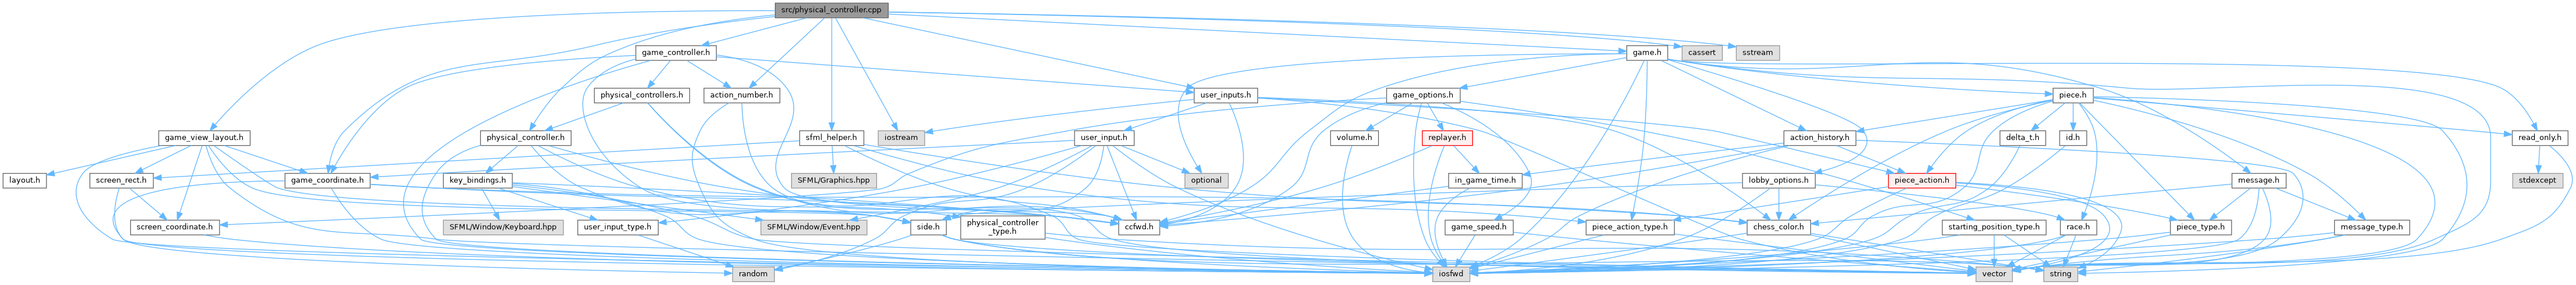 src/physical_controller.cpp
game_controller.h
game.h
cassert
sstream
physical_controllers.h
action_number.h
user_inputs.h
game_options.h
piece.h
game_view_layout.h
physical_controller.h
sfml_helper.h
iostream
user_input.h
volume.h
replayer.h
action_history.h
delta_t.h
id.h
read_only.h
layout.h
screen_rect.h
game_coordinate.h
key_bindings.h
SFML/Graphics.hpp
optional
in_game_time.h
lobby_options.h
piece_action.h
message.h
stdexcept
screen_coordinate.h
SFML/Window/Keyboard.hpp
user_input_type.h
SFML/Window/Event.hpp
side.h
physical_controller
_type.h
ccfwd.h
game_speed.h
piece_action_type.h
chess_color.h
starting_position_type.h
race.h
piece_type.h
message_type.h
random
iosfwd
vector
string